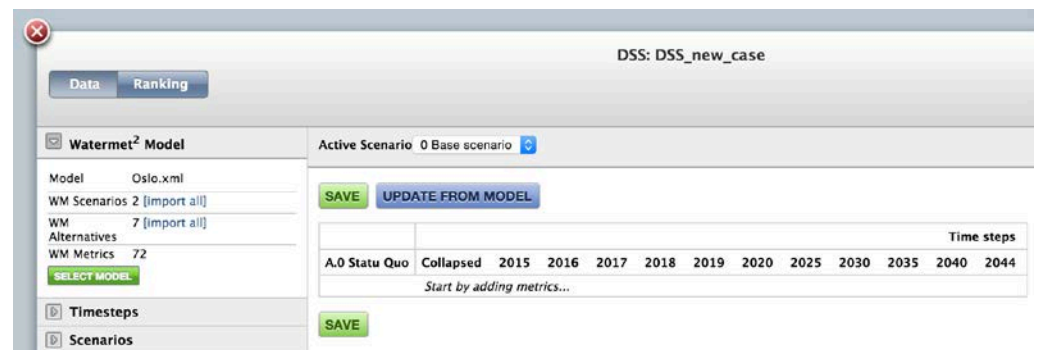 DSS: DSS_new_case
Data Ranking
Watermet² Model
Model Oslo.xml
WM Scenarios 2 [import all]
WM Alternatives 7 [import all]
WM Metrics 72
SELECT MODEL
Timesteps
Scenarios
Active Scenario 0 Base scenario
SAVE UPDATE FROM MODEL
Time steps
A.0 Statu Quo Collapsed 2015 2016 2017 2018 2019 2020 2025 2030 2035 2040 2044
Start by adding metrics...
SAVE